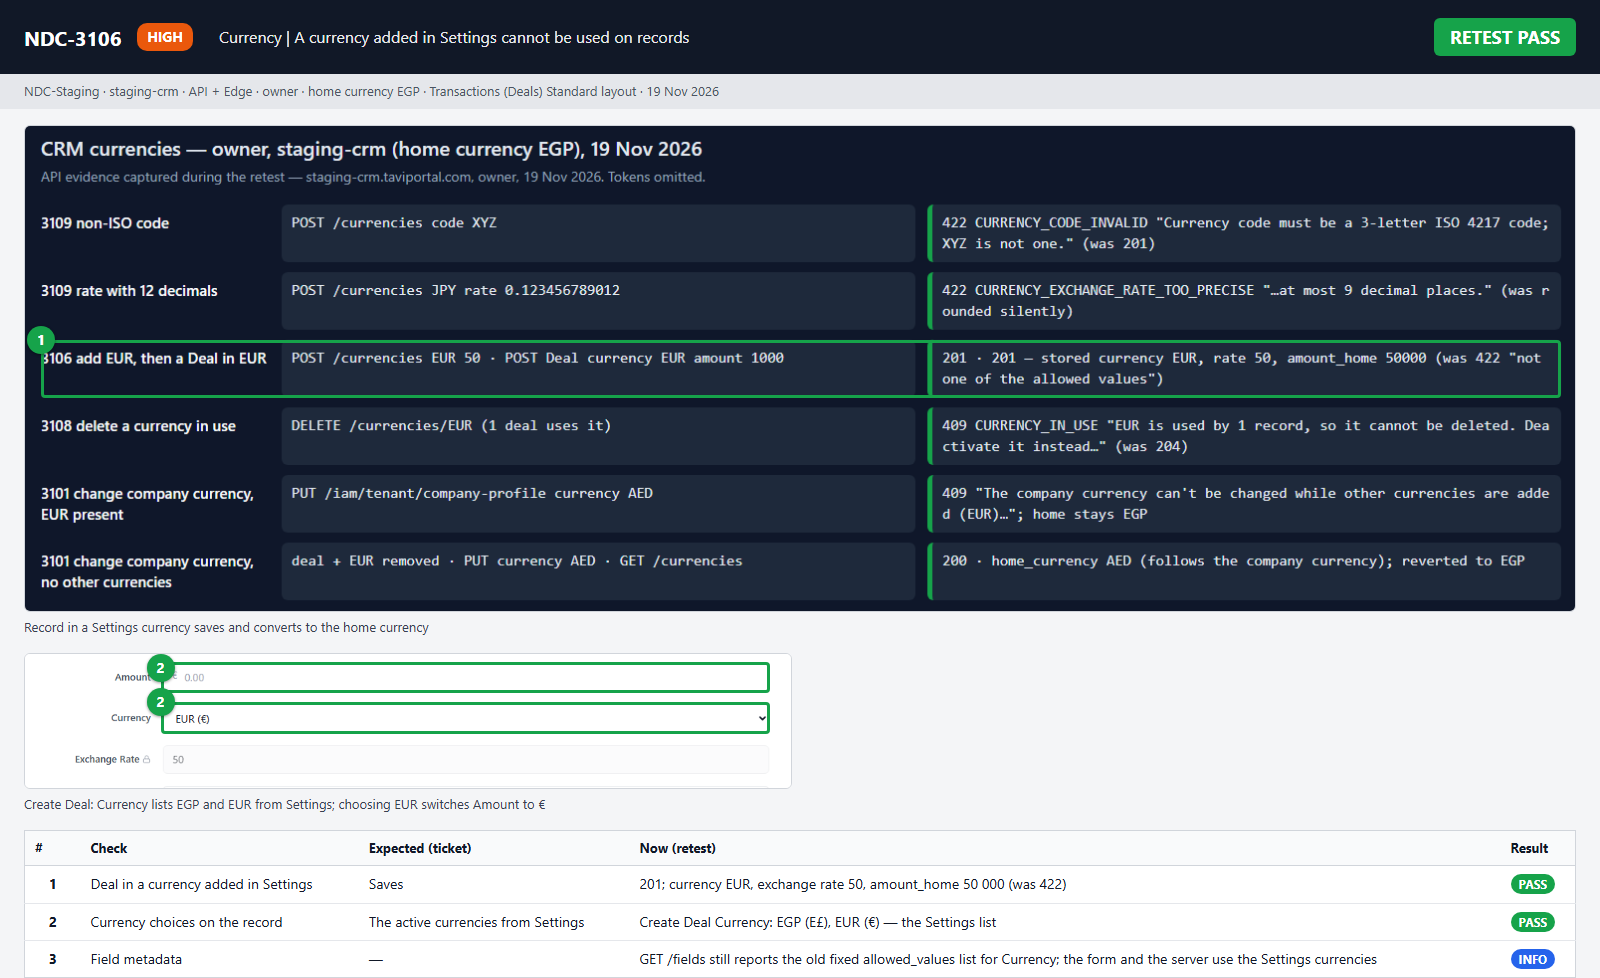 NDC-3106 HIGH Currency | A currency added in Settings cannot be used on records RETEST PASS
NDC-Staging · staging-crm · API + Edge · owner · home currency EGP · Transactions (Deals) Standard layout · 19 Nov 2026
CRM currencies — owner, staging-crm (home currency EGP), 19 Nov 2026
API evidence captured during the retest — staging-crm.taviportal.com, owner, 19 Nov 2026. Tokens omitted.
3109 non-ISO code
POST /currencies code XYZ
422 CURRENCY_CODE_INVALID "Currency code must be a 3-letter ISO 4217 code;
XYZ is not one." (was 201)
3109 rate with 12 decimals
POST /currencies JPY rate 0.123456789012
422 CURRENCY_EXCHANGE_RATE_TOO_PRECISE "…at most 9 decimal places." (was r
ounded silently)
1
3106 add EUR, then a Deal in EUR
POST /currencies EUR 50 · POST Deal currency EUR amount 1000
201 · 201 — stored currency EUR, rate 50, amount_home 50000 (was 422 "not
one of the allowed values")
3108 delete a currency in use
DELETE /currencies/EUR (1 deal uses it)
409 CURRENCY_IN_USE "EUR is used by 1 record, so it cannot be deleted. Dea
ctivate it instead…" (was 204)
3101 change company currency,
EUR present
PUT /iam/tenant/company-profile currency AED
409 "The company currency can't be changed while other currencies are adde
d (EUR)…"; home stays EGP
3101 change company currency,
no other currencies
deal + EUR removed · PUT currency AED · GET /currencies
200 · home_currency AED (follows the company currency); reverted to EGP
Record in a Settings currency saves and converts to the home currency
2
Amount 0.00
2
Currency EUR (€)
Exchange Rate 50
Create Deal: Currency lists EGP and EUR from Settings; choosing EUR switches Amount to €
# Check Expected (ticket) Now (retest) Result
1 Deal in a currency added in Settings Saves 201; currency EUR, exchange rate 50, amount_home 50 000 (was 422) PASS
2 Currency choices on the record The active currencies from Settings Create Deal Currency: EGP (E£), EUR (€) — the Settings list PASS
3 Field metadata — GET /fields still reports the old fixed allowed_values list for Currency; the form and the server use the Settings currencies INFO